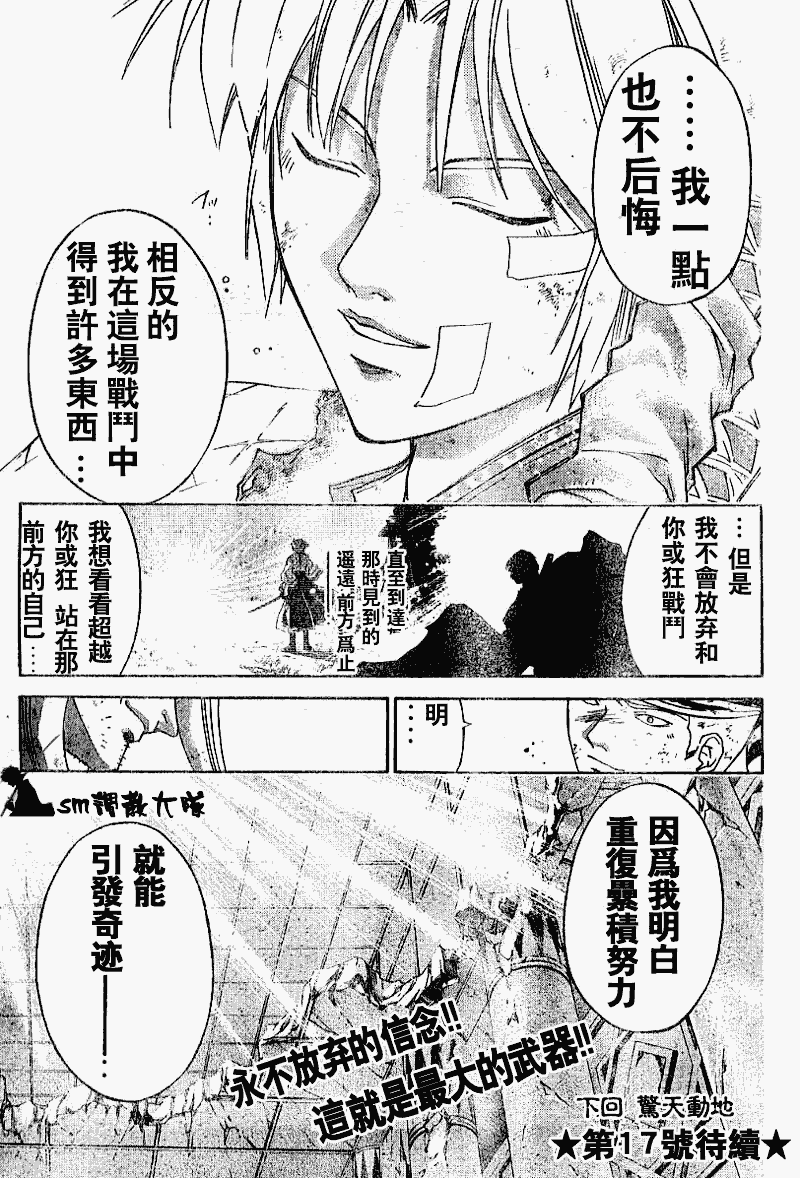 ……我一點
也不后悔
相反的
我在這場戰鬥中
得到許多東西…
…但是
我不會放弃和
你或狂戰鬥
直至到達
那時見到的
遥遠 前方爲止
我想看看超越
你或狂 站在那
前方的自己……
明
……
因爲我明白
重復纍積努力
就能
引發奇迹——
永不放弃的信念!!
這就是最大的武器!!
下回 驚天動地
★第17號待續★
sm調教大隊